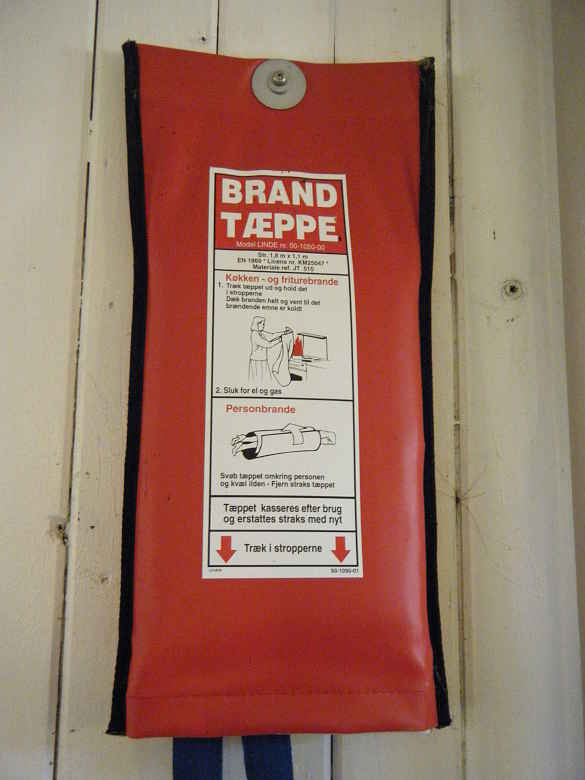 BRAND
TÆPPE
Model LINDE nr. 50-1050-00
Str. 1,8 m x 1,1 m
EN 1869 * Licens nr. KM25047 *
Materiale ref. JT 515
Køkken - og friturebrande
1. Træk tæppet ud og hold det
i stropperne
Dæk branden helt og vent til det
brændende emne er koldt
2. Sluk for el og gas
Personbrande
Svøb tæppet omkring personen
og kvæl ilden - Fjern straks tæppet
Tæppet kasseres efter brug
og erstattes straks med nyt
Træk i stropperne
50-1050-01